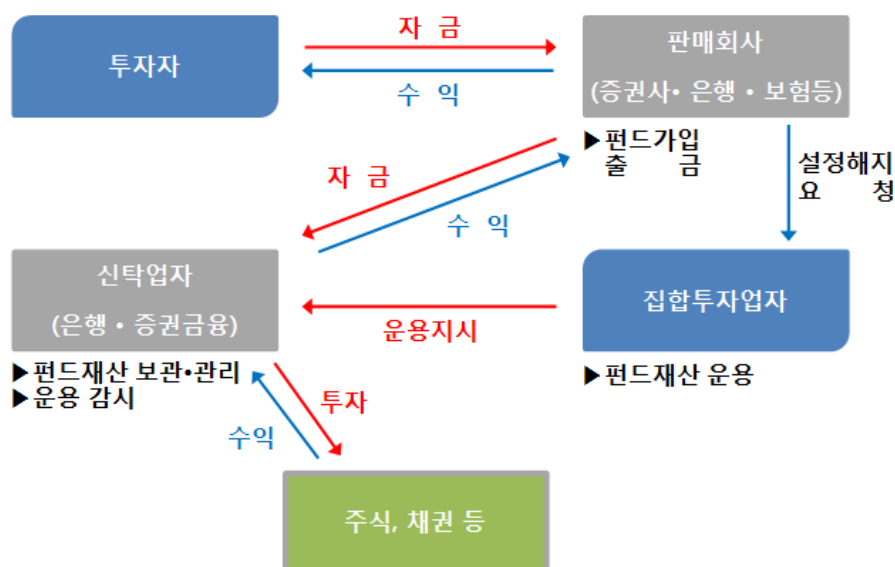 자 금
투자자
수 익
판매회사
(증권사• 은행 • 보험등)
▶펀드가입
출 금
설정해지
요 청
자 금
수 익
신탁업자
(은행 • 증권금융)
운용지시
집합투자업자
▶펀드재산 보관•관리
▶운용 감시
▶펀드재산 운용
투자
수익
주식, 채권 등